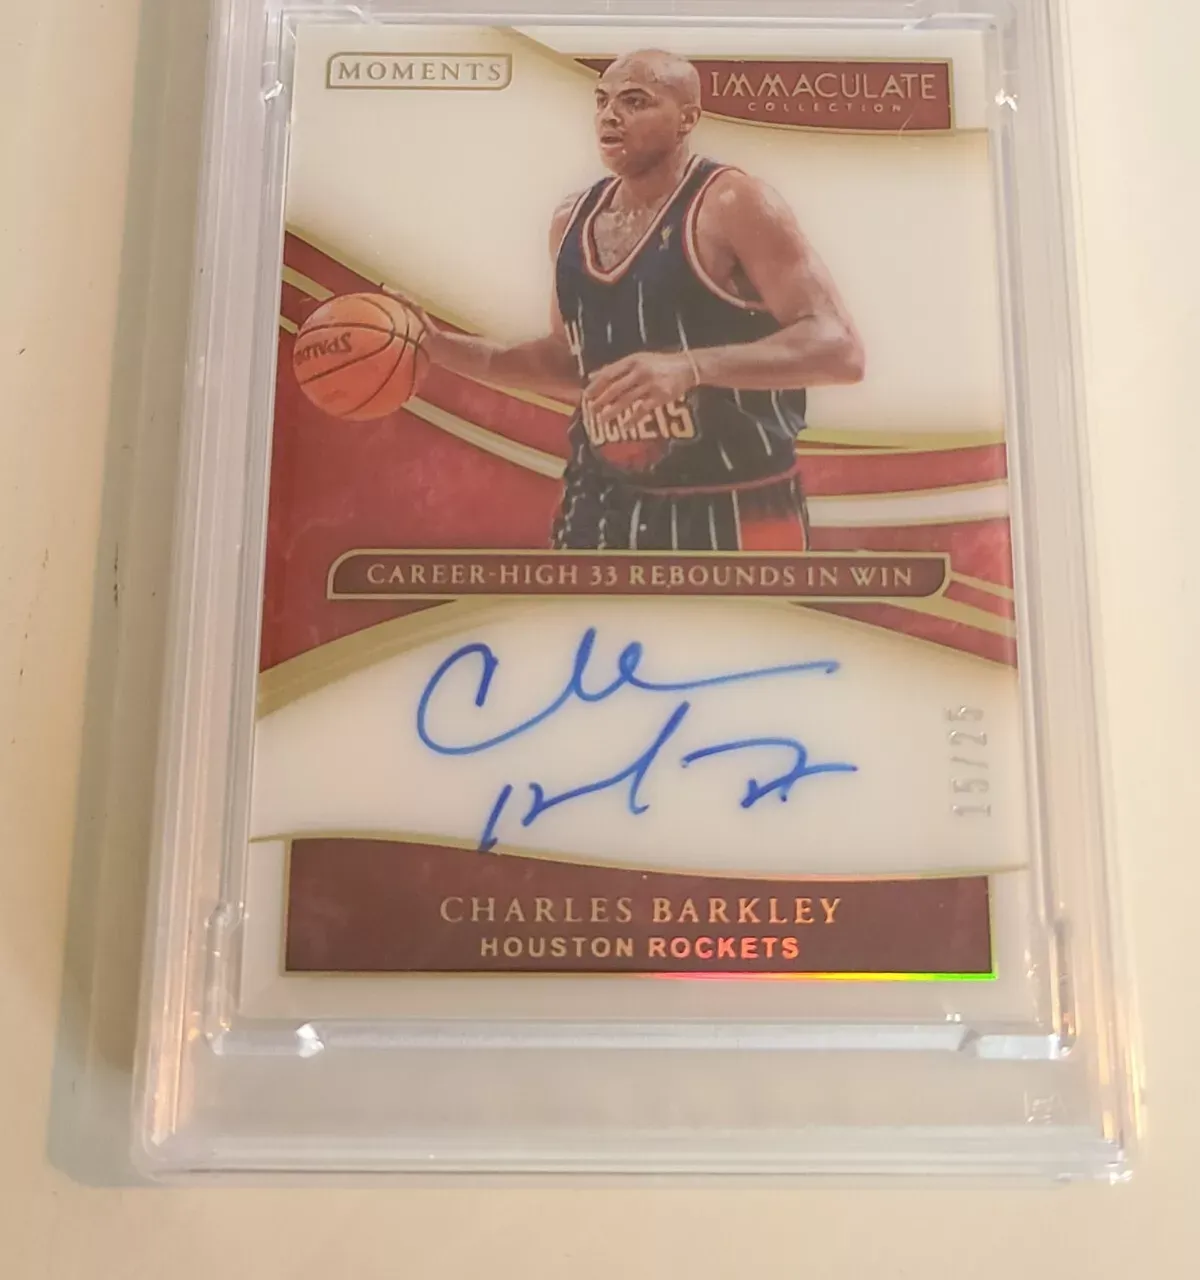 MOMENTS
IMMACULATE
COLLECTION
SPALDING
ROCKETS
CAREER-HIGH 33 REBOUNDS IN WIN
15/25
CHARLES BARKLEY
HOUSTON ROCKETS